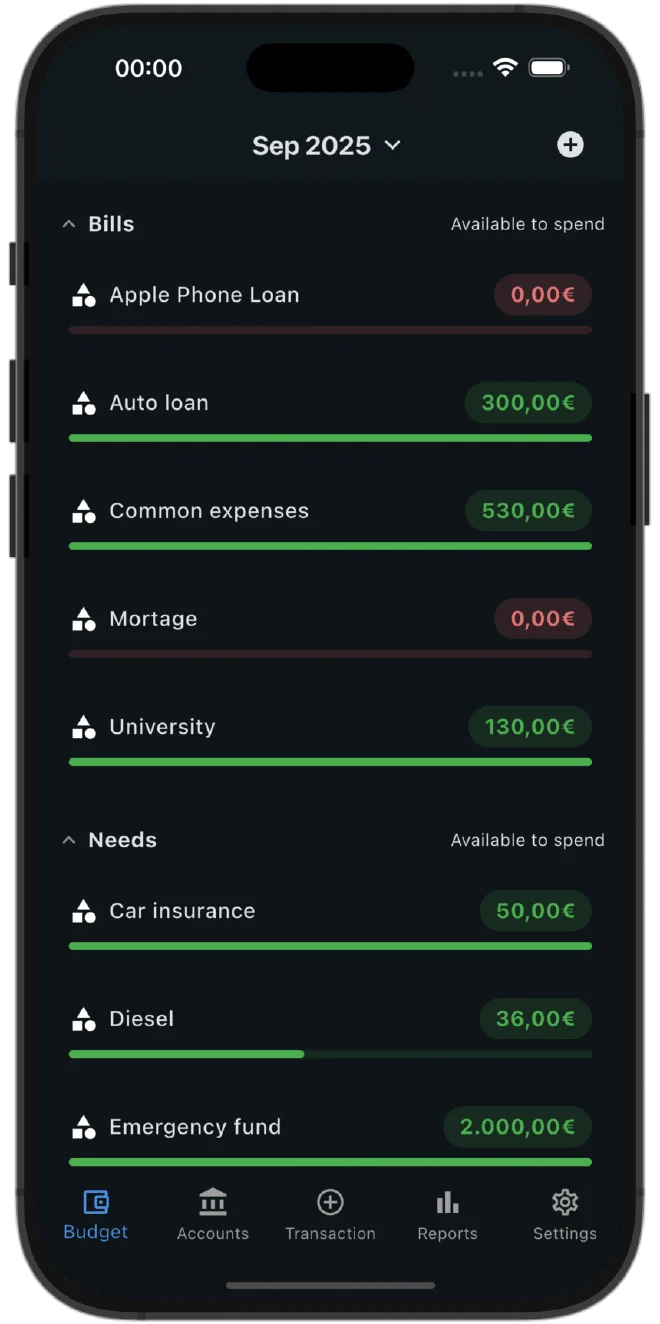 00:00
Sep 2025
Bills Available to spend
Apple Phone Loan 0,00€
Auto loan 300,00€
Common expenses 530,00€
Mortage 0,00€
University 130,00€
Needs Available to spend
Car insurance 50,00€
Diesel 36,00€
Emergency fund 2.000,00€
Budget Accounts Transaction Reports Settings